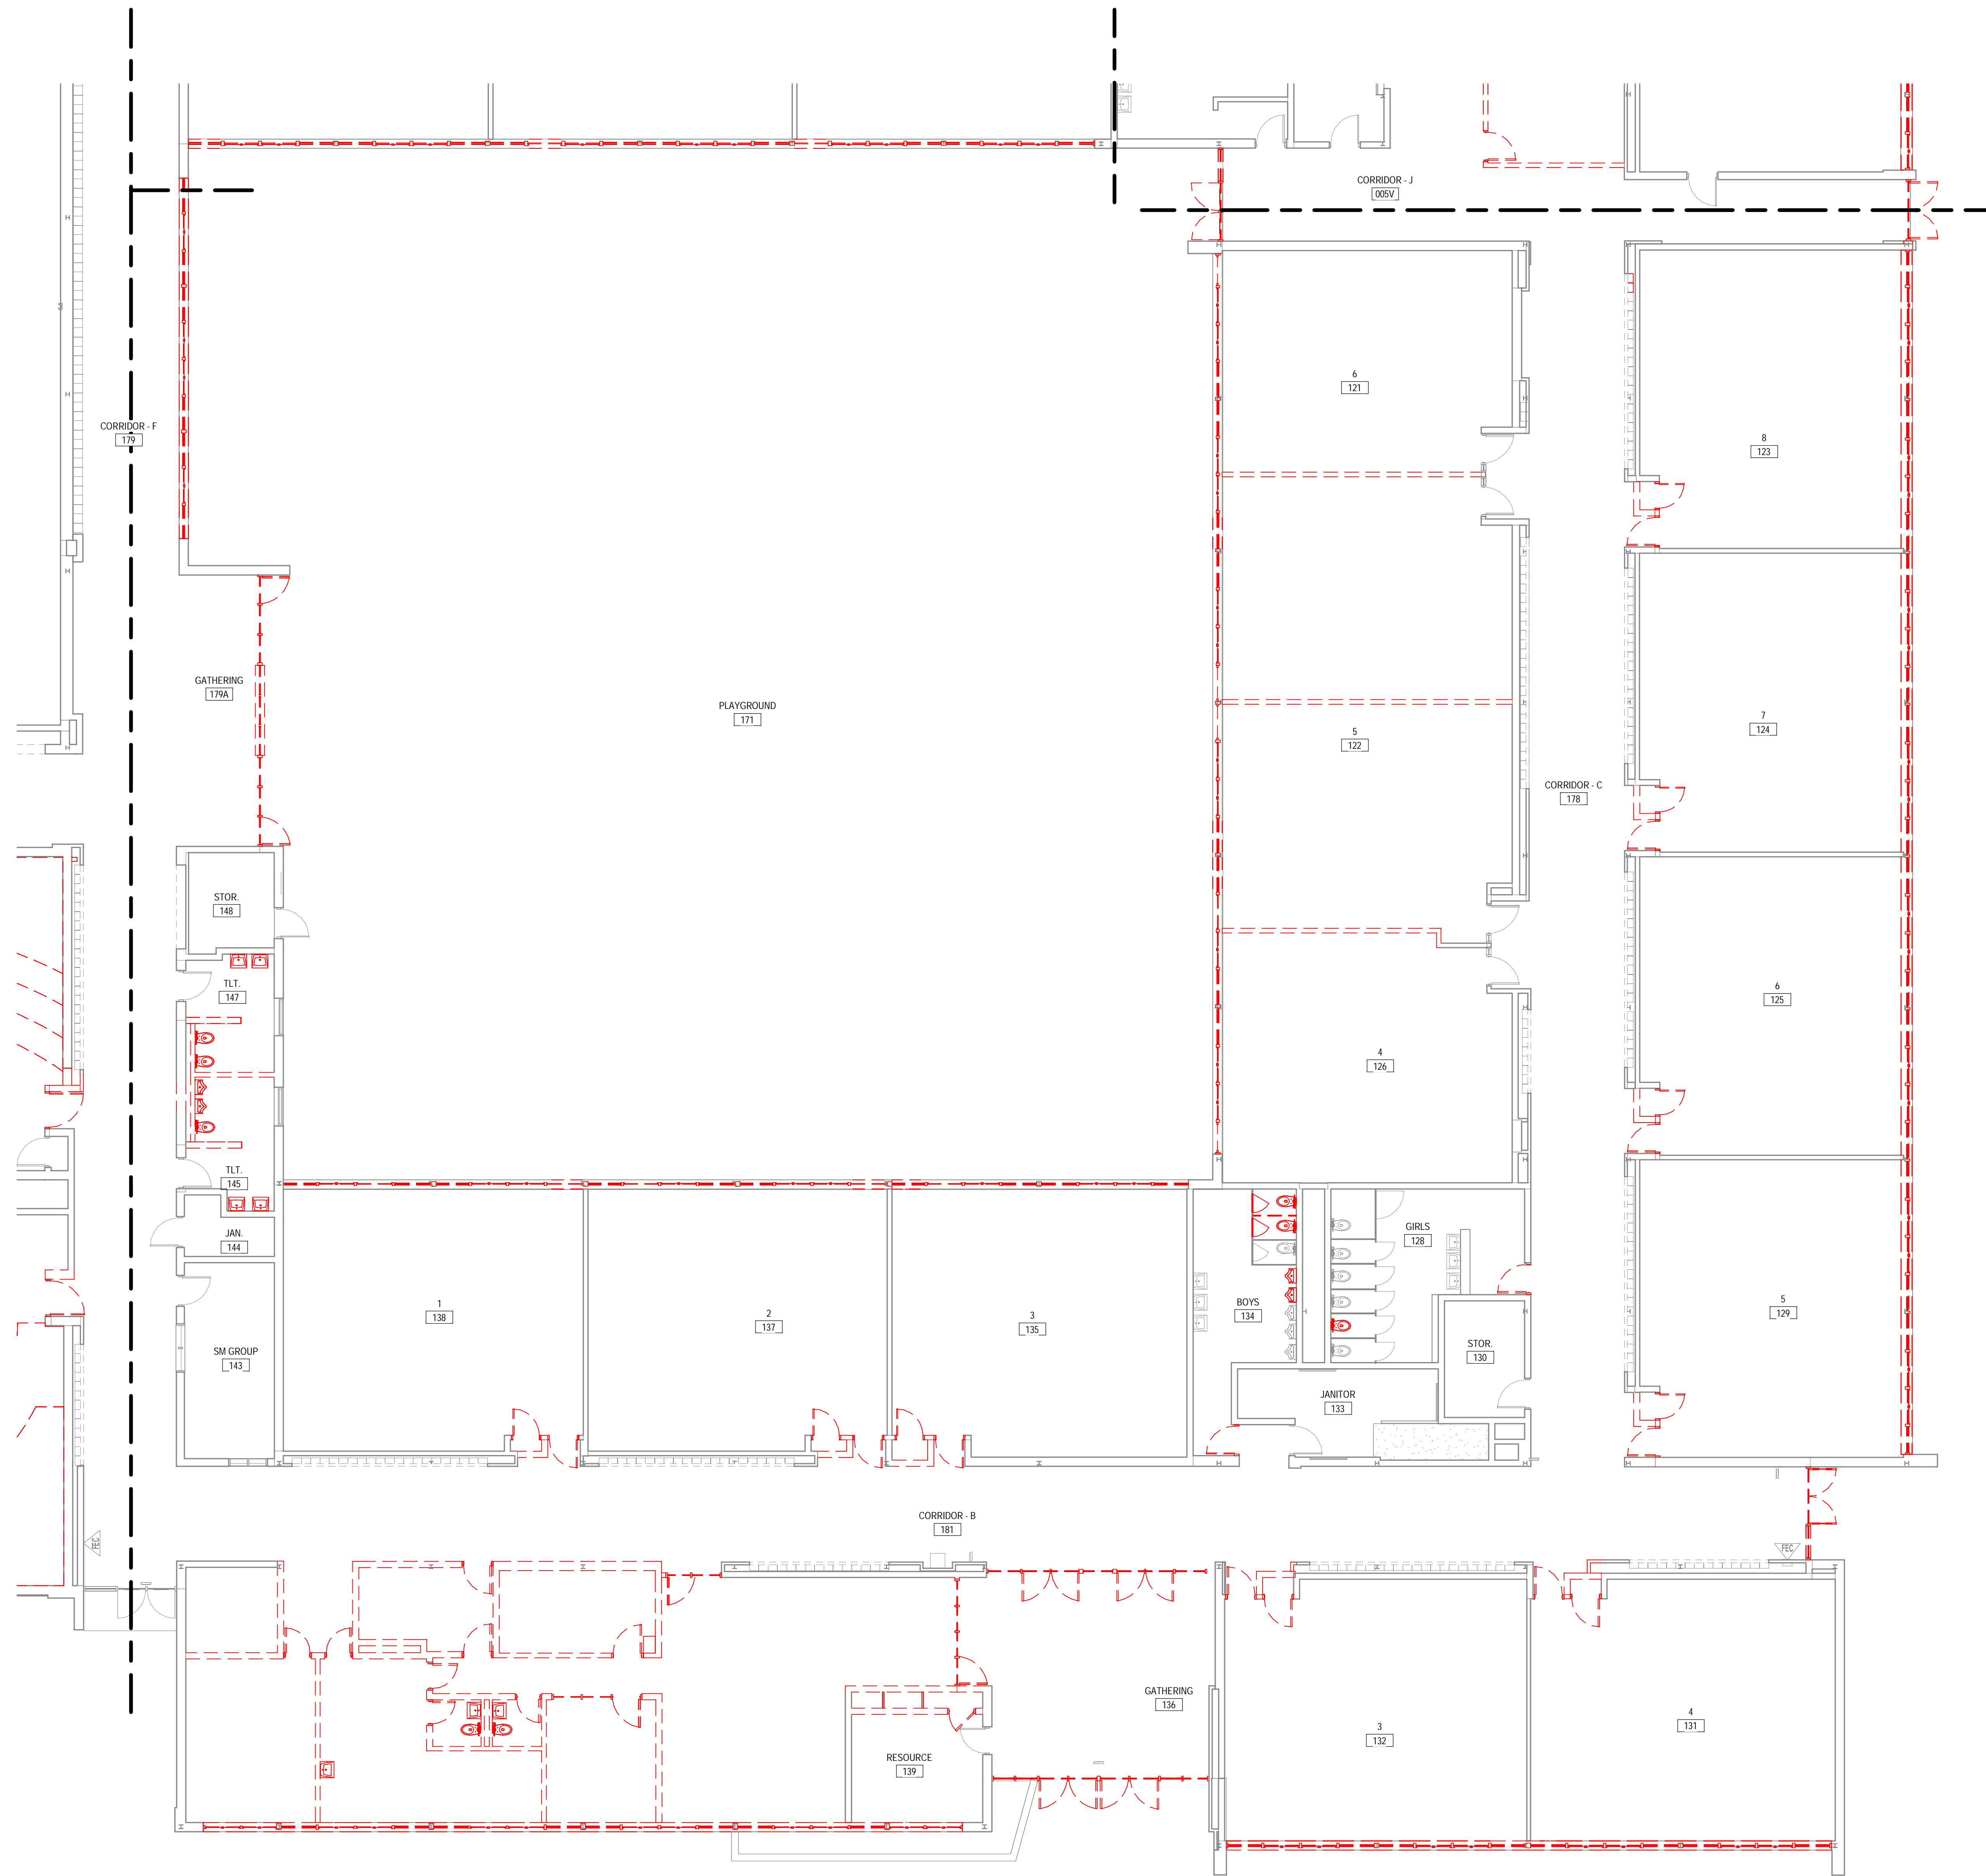 CORRIDOR - J
005V
6
121
CORRIDOR - F
179
8
123
GATHERING
179A
PLAYGROUND
171
7
124
5
122
CORRIDOR - C
178
STOR.
148
TLT.
147
6
125
4
126
TLT.
145
JAN.
144
GIRLS
128
1
138
2
137
3
135
BOYS
134
5
129
SM GROUP
143
STOR.
130
JANITOR
133
CORRIDOR - B
181
FEC
FEC
GATHERING
136
3
132
4
131
RESOURCE
139